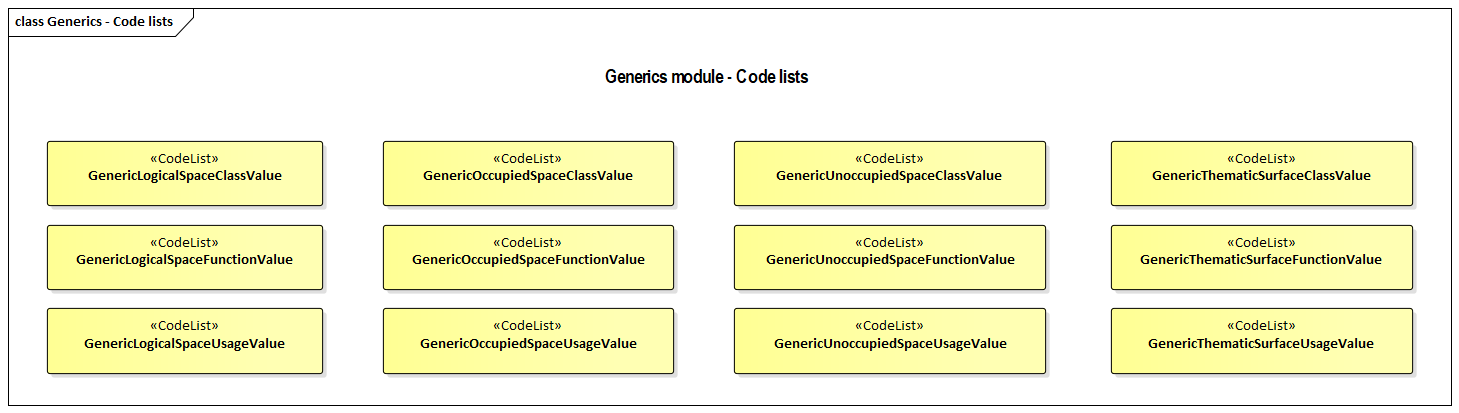 class Generics - Code lists
Generics module - Code lists
«CodeList»
GenericLogicalSpaceClassValue
«CodeList»
GenericOccupiedSpaceClassValue
«CodeList»
GenericUnoccupiedSpaceClassValue
«CodeList»
GenericThematicSurfaceClassValue
«CodeList»
GenericLogicalSpaceFunctionValue
«CodeList»
GenericOccupiedSpaceFunctionValue
«CodeList»
GenericUnoccupiedSpaceFunctionValue
«CodeList»
GenericThematicSurfaceFunctionValue
«CodeList»
GenericLogicalSpaceUsageValue
«CodeList»
GenericOccupiedSpaceUsageValue
«CodeList»
GenericUnoccupiedSpaceUsageValue
«CodeList»
GenericThematicSurfaceUsageValue